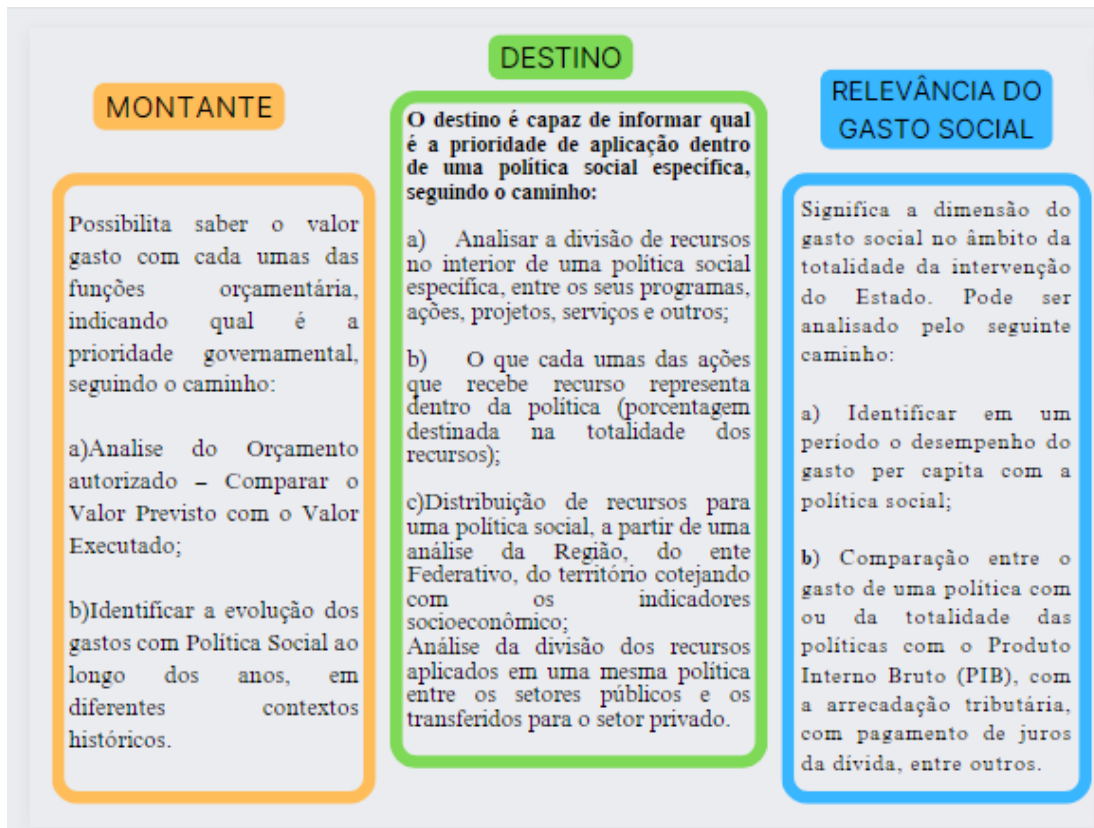 MONTANTE
Possibilita saber o valor
gasto com cada umas das
funções orçamentária,
indicando qual é a
prioridade governamental,
seguindo o caminho:
a)Analise do Orçamento
autorizado – Comparar o
Valor Previsto com o Valor
Executado;
b)Identificar a evolução dos
gastos com Política Social ao
longo dos anos, em
diferentes contextos
históricos.
DESTINO
O destino é capaz de informar qual
é a prioridade de aplicação dentro
de uma política social específica,
seguindo o caminho:
a) Analisar a divisão de recursos
no interior de uma política social
específica, entre os seus programas,
ações, projetos, serviços e outros;
b) O que cada umas das ações
que recebe recurso representa
dentro da política (porcentagem
destinada na totalidade dos
recursos);
c)Distribuição de recursos para
uma política social, a partir de uma
análise da Região, do ente
Federativo, do território cotejando
com os indicadores
socioeconômico;
Análise da divisão dos recursos
aplicados em uma mesma política
entre os setores públicos e os
transferidos para o setor privado.
RELEVÂNCIA DO
GASTO SOCIAL
Significa a dimensão do
gasto social no âmbito da
totalidade da intervenção
do Estado. Pode ser
analisado pelo seguinte
caminho:
a) Identificar em um
período o desempenho do
gasto per capita com a
política social;
b) Comparação entre o
gasto de uma política com
ou da totalidade das
políticas com o Produto
Interno Bruto (PIB), com
a arrecadação tributária,
com pagamento de juros
da dívida, entre outros.